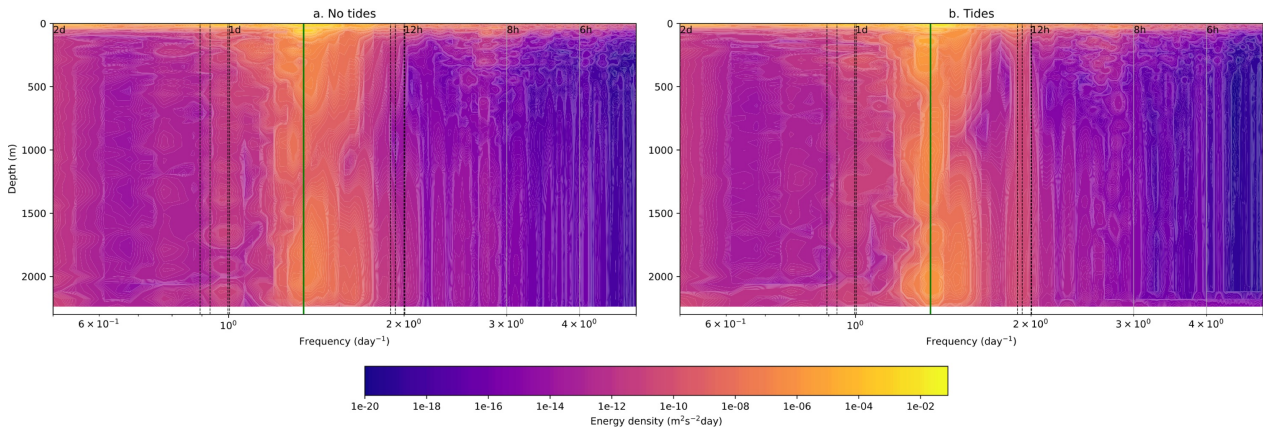 a. No tides
b. Tides
0
2d
1d
12h
8h
6h
2d
1d
12h
8h
6h
500
1000
1500
2000
Depth (m)
0
500
1000
1500
2000
6 × 10⁻¹
10⁰
2 × 10⁰
3 × 10⁰
4 × 10⁰
6 × 10⁻¹
10⁰
2 × 10⁰
3 × 10⁰
4 × 10⁰
Frequency (day⁻¹)
Frequency (day⁻¹)
1e-20
1e-18
1e-16
1e-14
1e-12
1e-10
1e-08
1e-06
1e-04
1e-02
Energy density (m²s⁻²day)